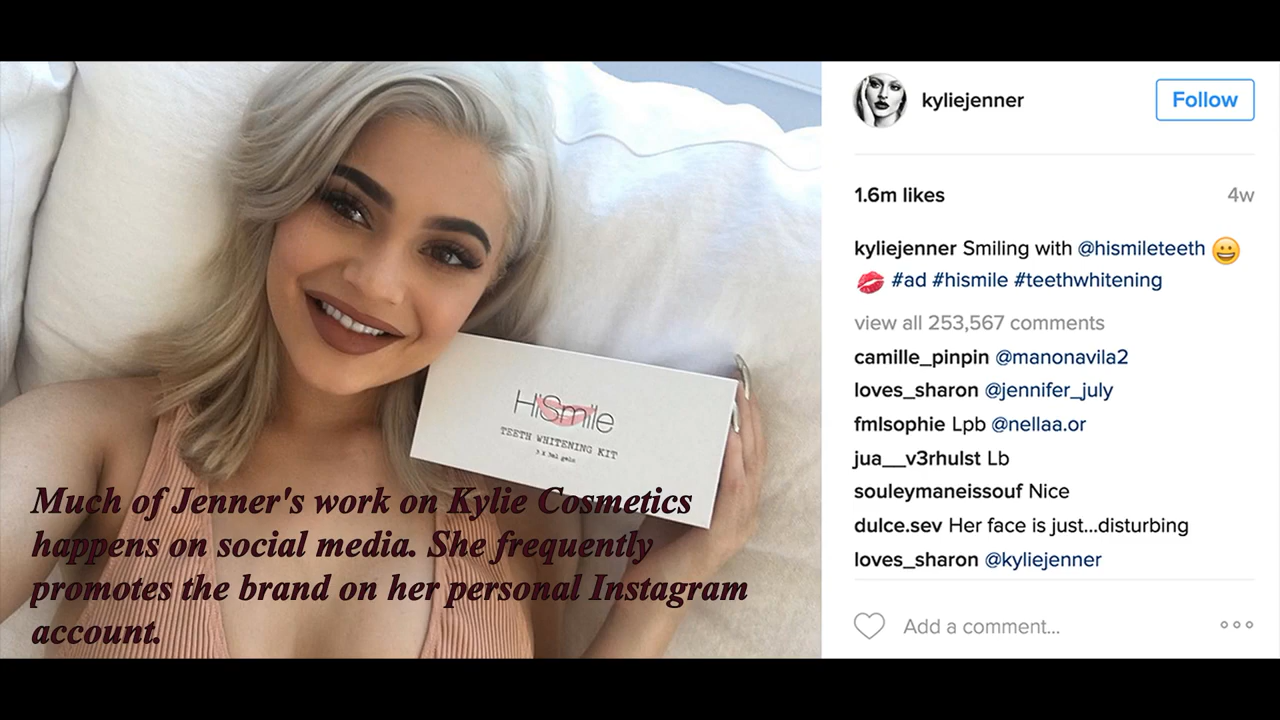 kyliejenner
Follow
1.6m likes 4w
kyliejenner Smiling with @hismileteeth 😀
💋 #ad #hismile #teethwhitening
view all 253,567 comments
camille_pinpin @manonavila2
loves_sharon @jennifer_july
fmlsophie Lpb @nellaa.or
jua__v3rhulst Lb
souleymaneissouf Nice
dulce.sev Her face is just...disturbing
loves_sharon @kyliejenner
Add a comment...
HiSmile
TEETH WHITENING KIT
3 x 3ml gels
Much of Jenner's work on Kylie Cosmetics
happens on social media. She frequently
promotes the brand on her personal Instagram
account.